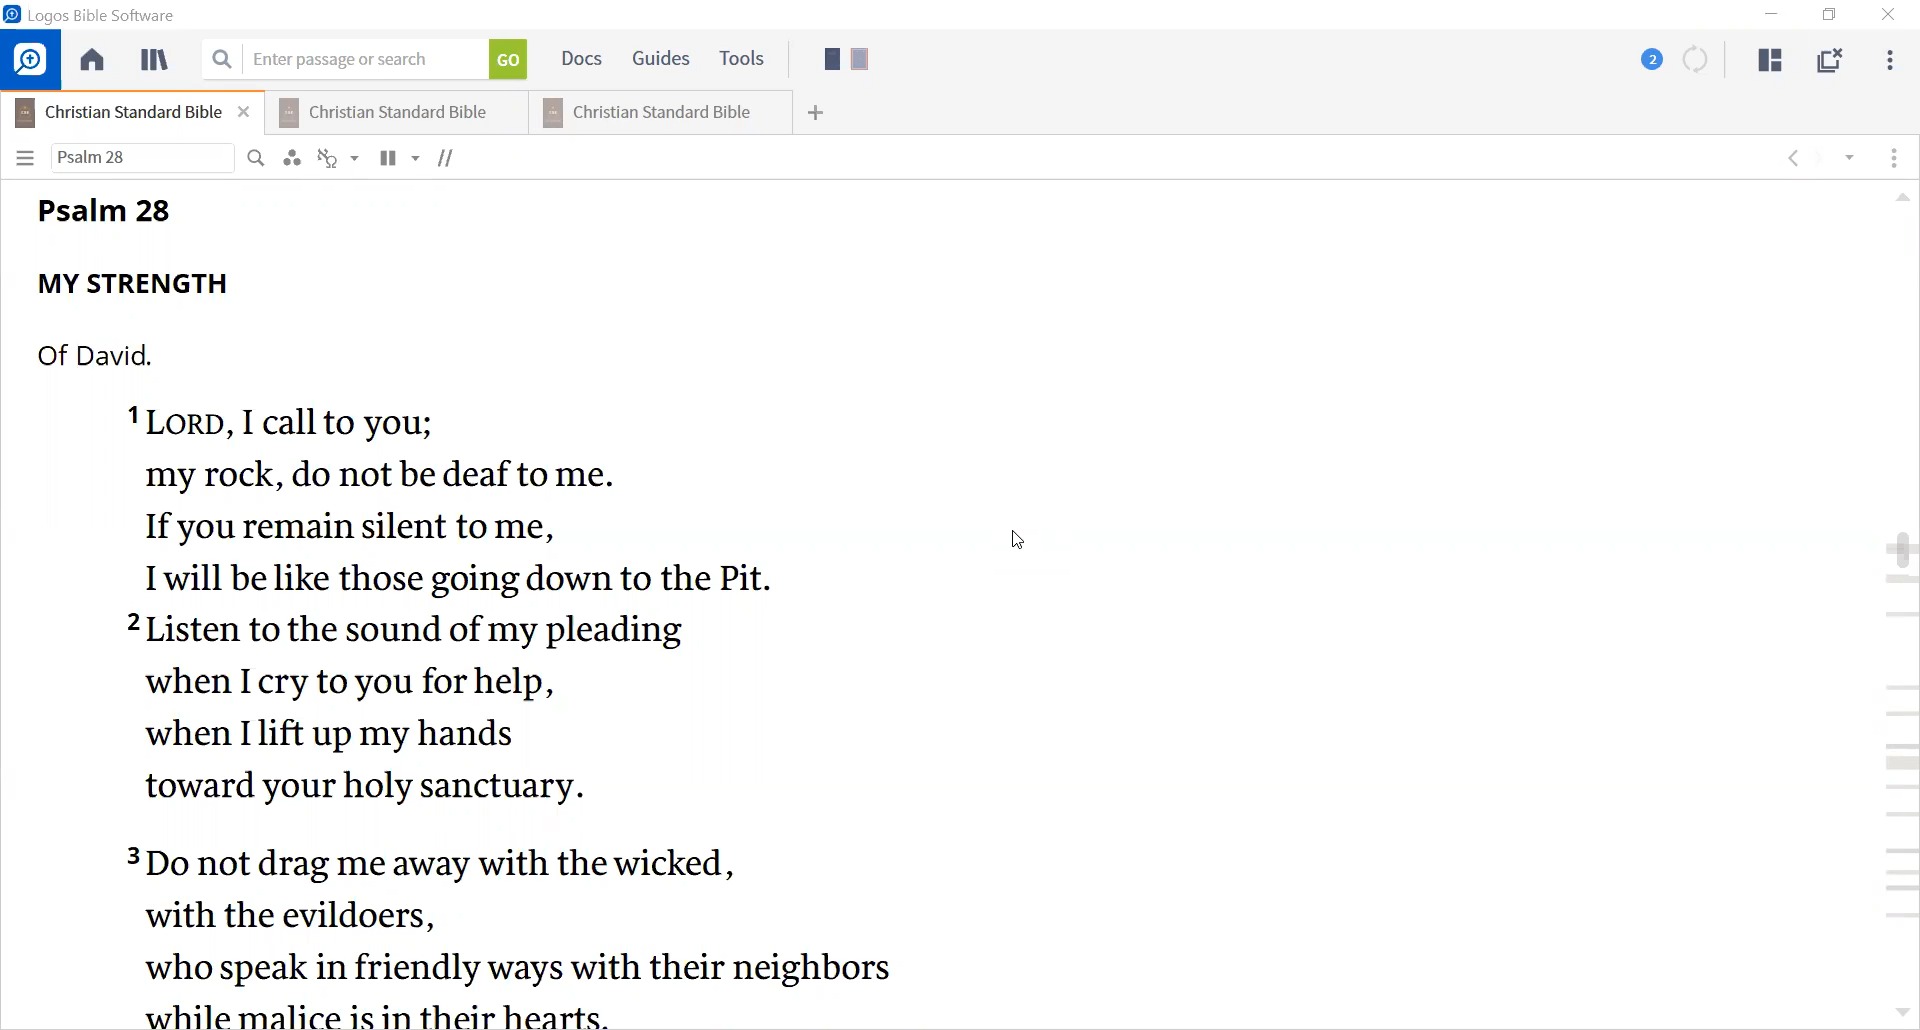 Logos Bible Software
Enter passage or search
GO
Docs
Guides
Tools
2
Christian Standard Bible
Christian Standard Bible
Christian Standard Bible
Psalm 28
Psalm 28
MY STRENGTH
Of David.
1 LORD, I call to you;
my rock, do not be deaf to me.
If you remain silent to me,
I will be like those going down to the Pit.
2 Listen to the sound of my pleading
when I cry to you for help,
when I lift up my hands
toward your holy sanctuary.
3 Do not drag me away with the wicked,
with the evildoers,
who speak in friendly ways with their neighbors
while malice is in their hearts.